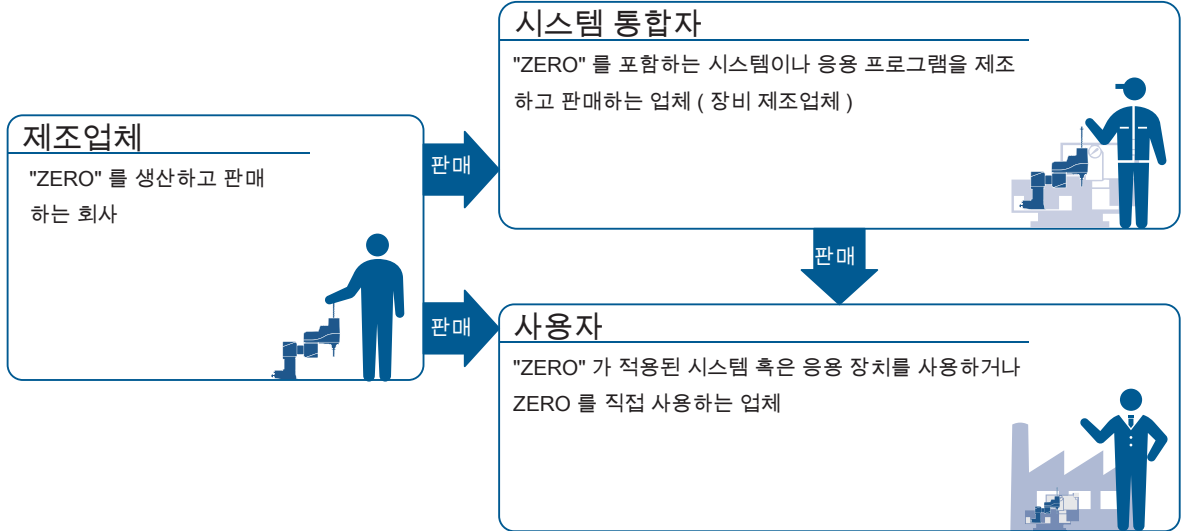 제조업체
"ZERO" 를 생산하고 판매
하는 회사
판매
시스템 통합자
"ZERO" 를 포함하는 시스템이나 응용 프로그램을 제조
하고 판매하는 업체 ( 장비 제조업체 )
판매
판매
사용자
"ZERO" 가 적용된 시스템 혹은 응용 장치를 사용하거나
ZERO 를 직접 사용하는 업체